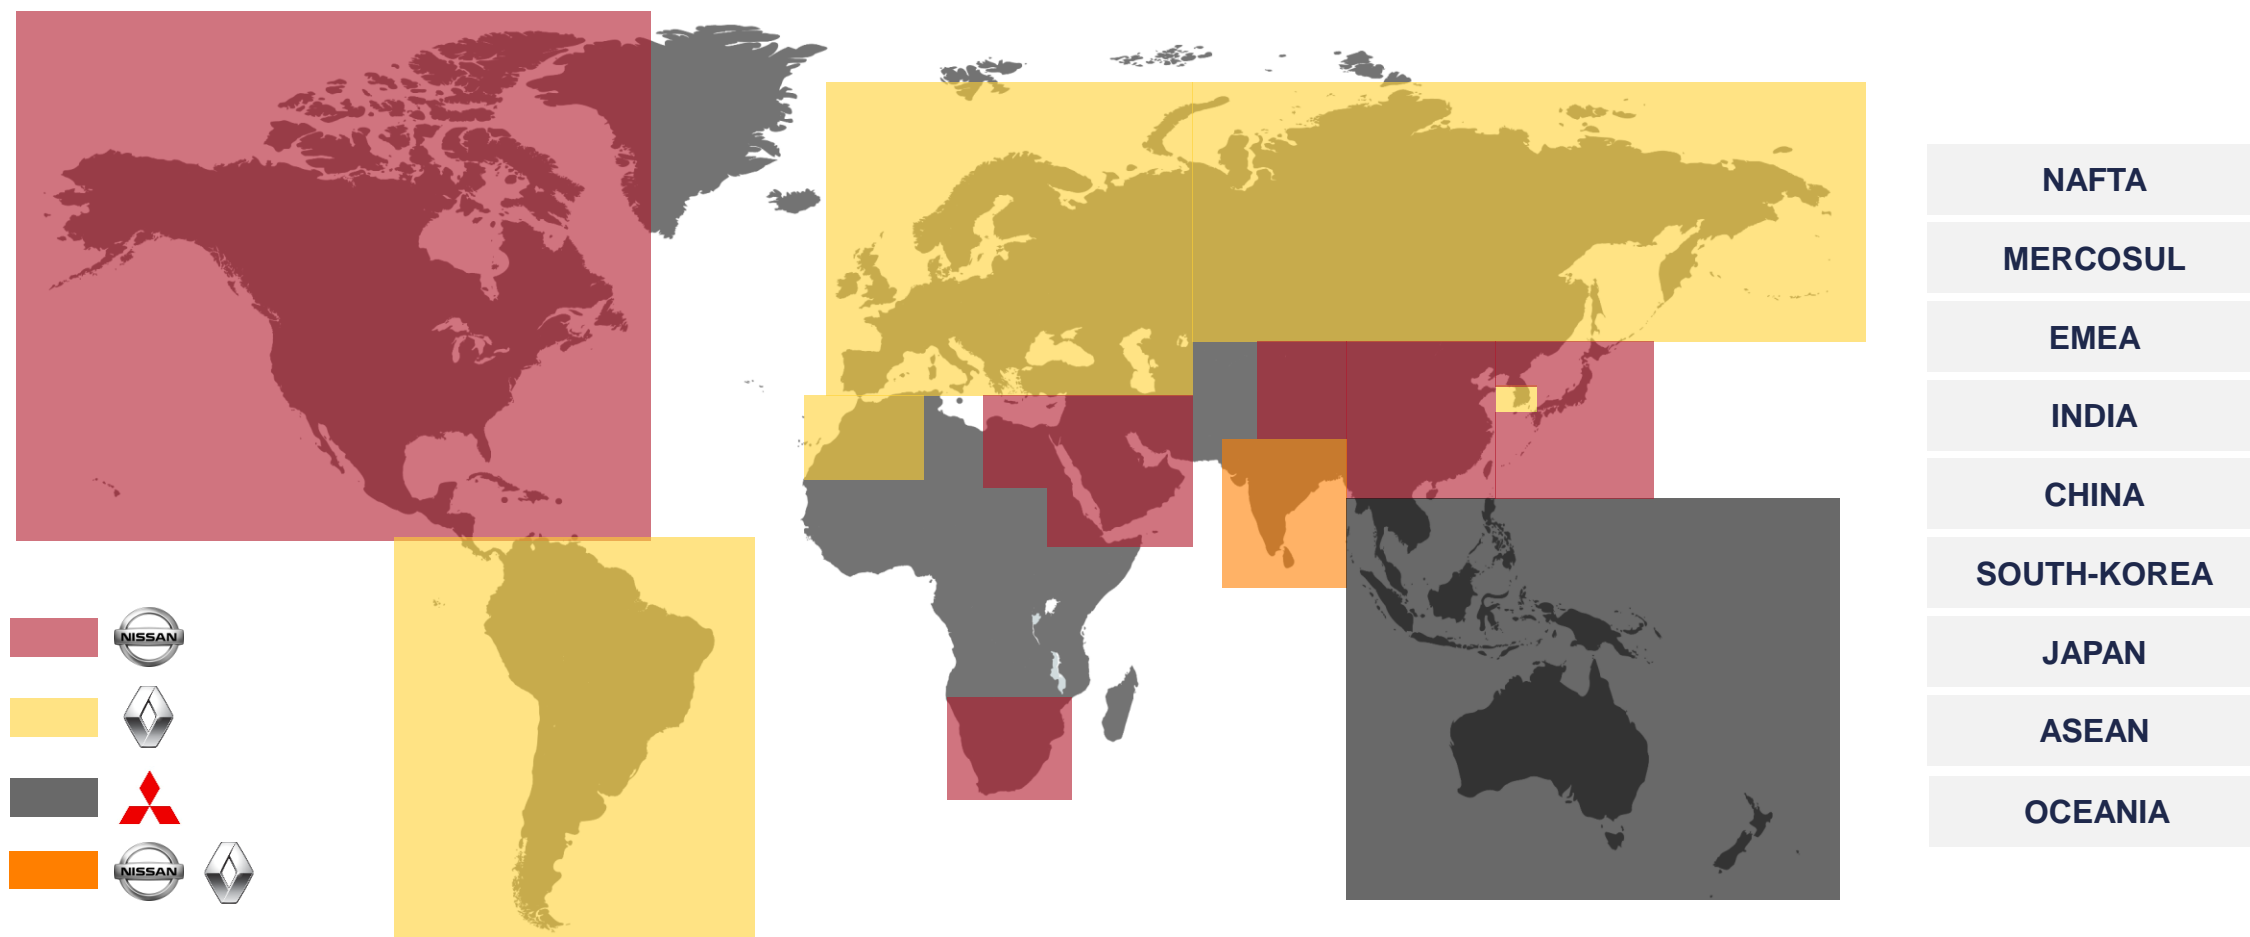 NAFTA
MERCOSUL
EMEA
INDIA
CHINA
SOUTH-KOREA
JAPAN
ASEAN
OCEANIA
NISSAN
NISSAN